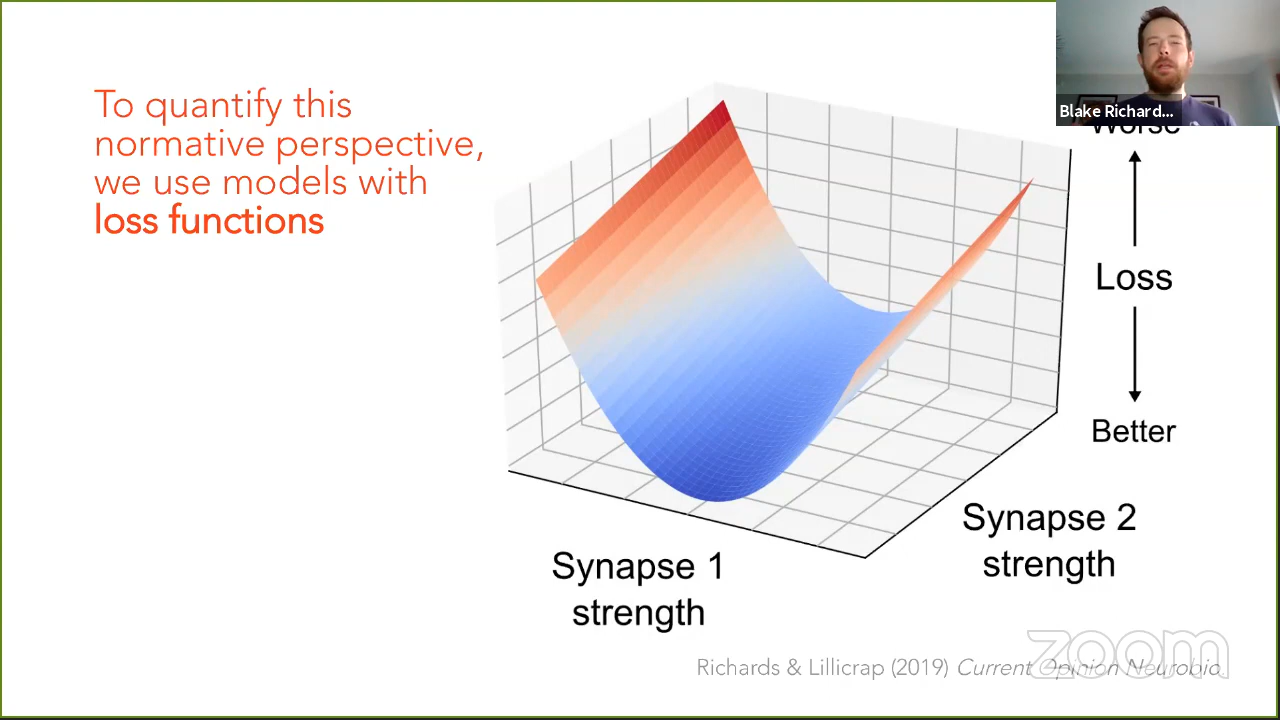 To quantify this
normative perspective,
we use models with
loss functions
Blake Richard...
Worse
Loss
Better
Synapse 2
strength
Synapse 1
strength
zoom
Richards & Lillicrap (2019) Current Opinion Neurobio.